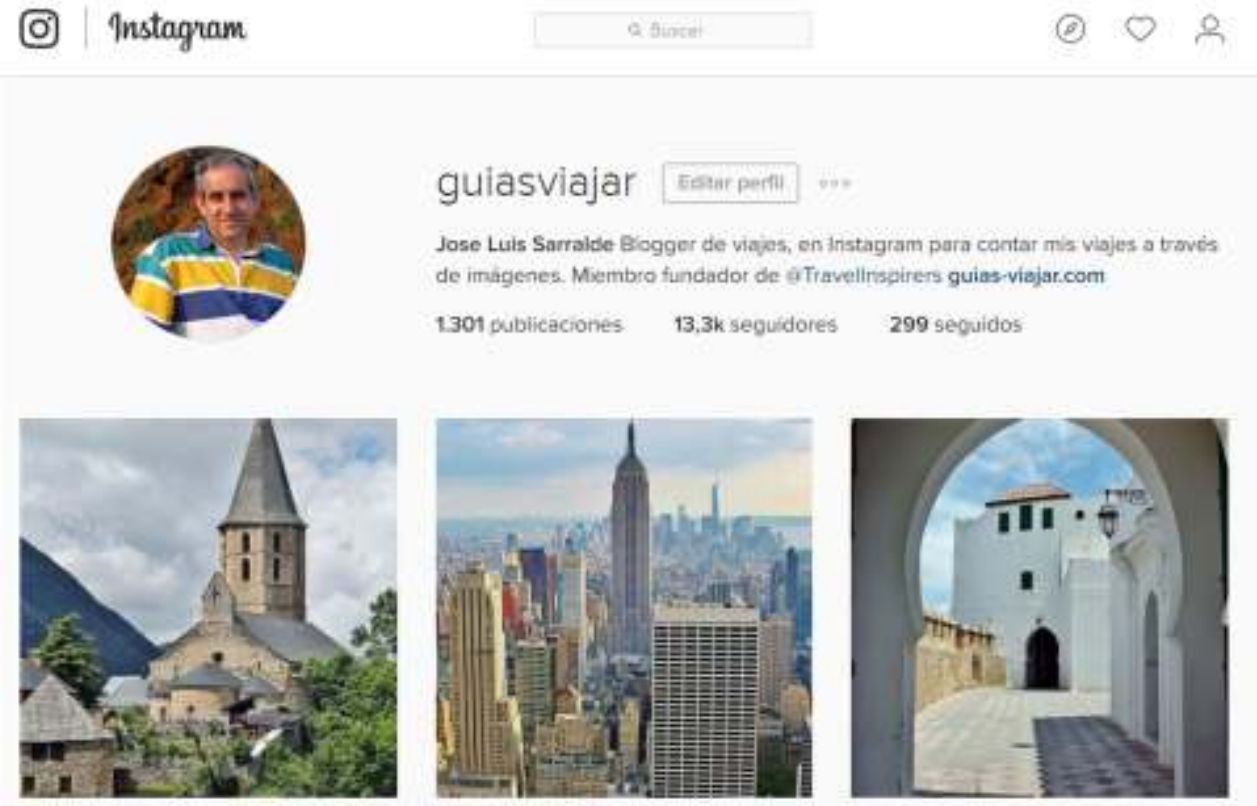 Instagram
Buscar
guiasviajar Editar perfil
Jose Luis Sarralde Blogger de viajes, en Instagram para contar mis viajes a través
de imágenes. Miembro fundador de @TravelInspirers guias-viajar.com
1.301 publicaciones 13,3k seguidores 299 seguidos